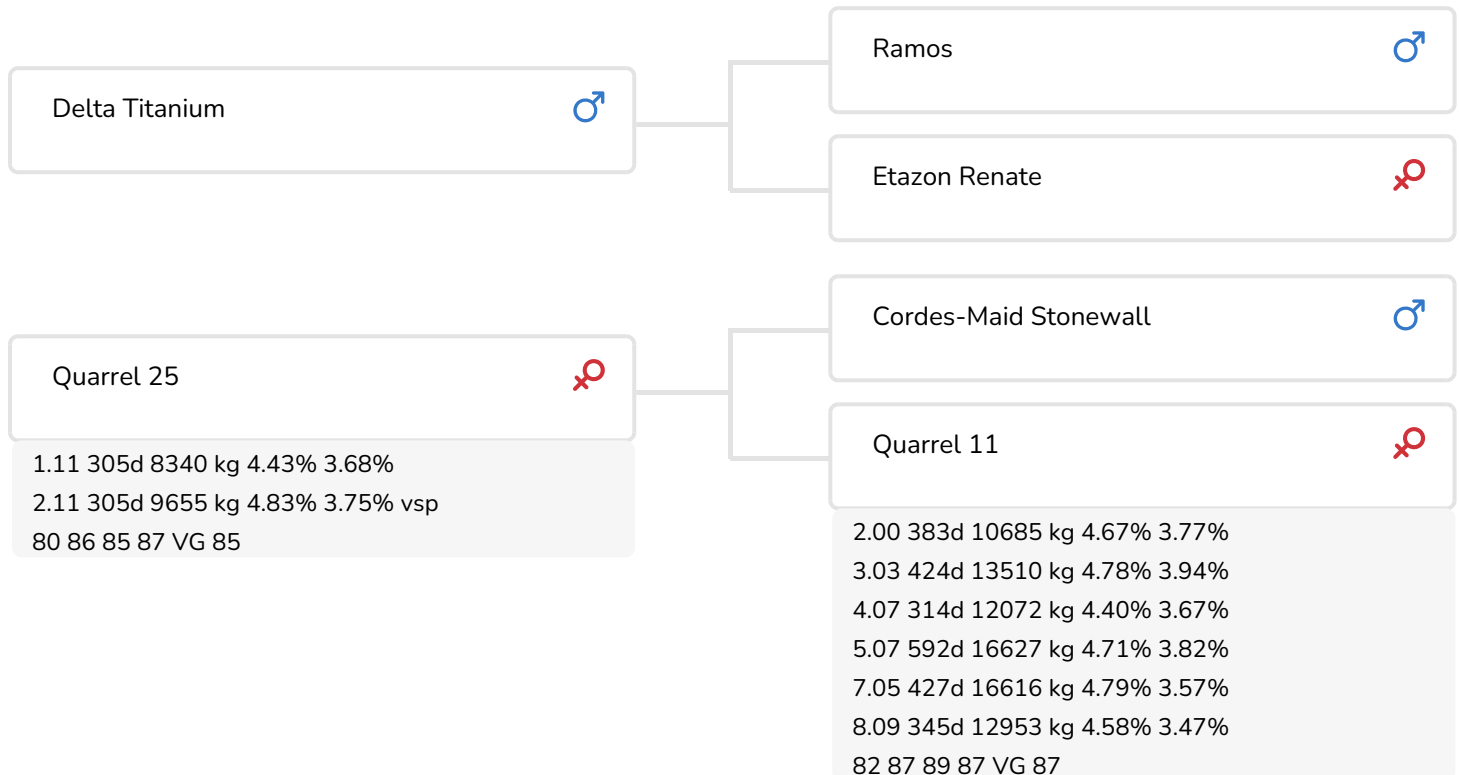 Delta Titanium
Ramos
Etazon Renate
Quarrel 25
1.11 305d 8340 kg 4.43% 3.68%
2.11 305d 9655 kg 4.83% 3.75% vsp
80 86 85 87 VG 85
Cordes-Maid Stonewall
Quarrel 11
2.00 383d 10685 kg 4.67% 3.77%
3.03 424d 13510 kg 4.78% 3.94%
4.07 314d 12072 kg 4.40% 3.67%
5.07 592d 16627 kg 4.71% 3.82%
7.05 427d 16616 kg 4.79% 3.57%
8.09 345d 12953 kg 4.58% 3.47%
82 87 89 87 VG 87